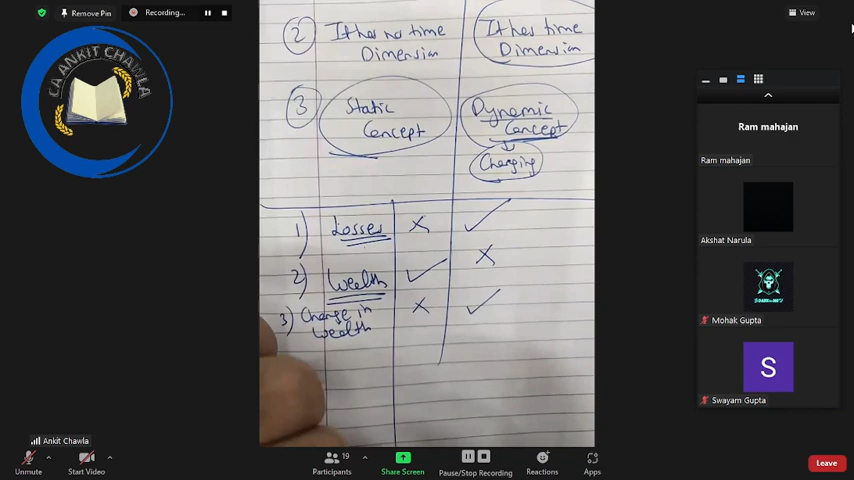 Remove Pin
Recording...
View
CA ANKIT CHAWLA
2 It has no time
Dimension
It has time
Dimension
3 Static
Concept
Dynamic
Concept
Changing
1) Losses
2) Wealth
3) Change in
wealth
Ram mahajan
Ram mahajan
Akshat Narula
Mohak Gupta
S
Swayam Gupta
Ankit Chawla
Unmute
Start Video
19
Participants
Share Screen
Pause/Stop Recording
Reactions
Apps
Leave